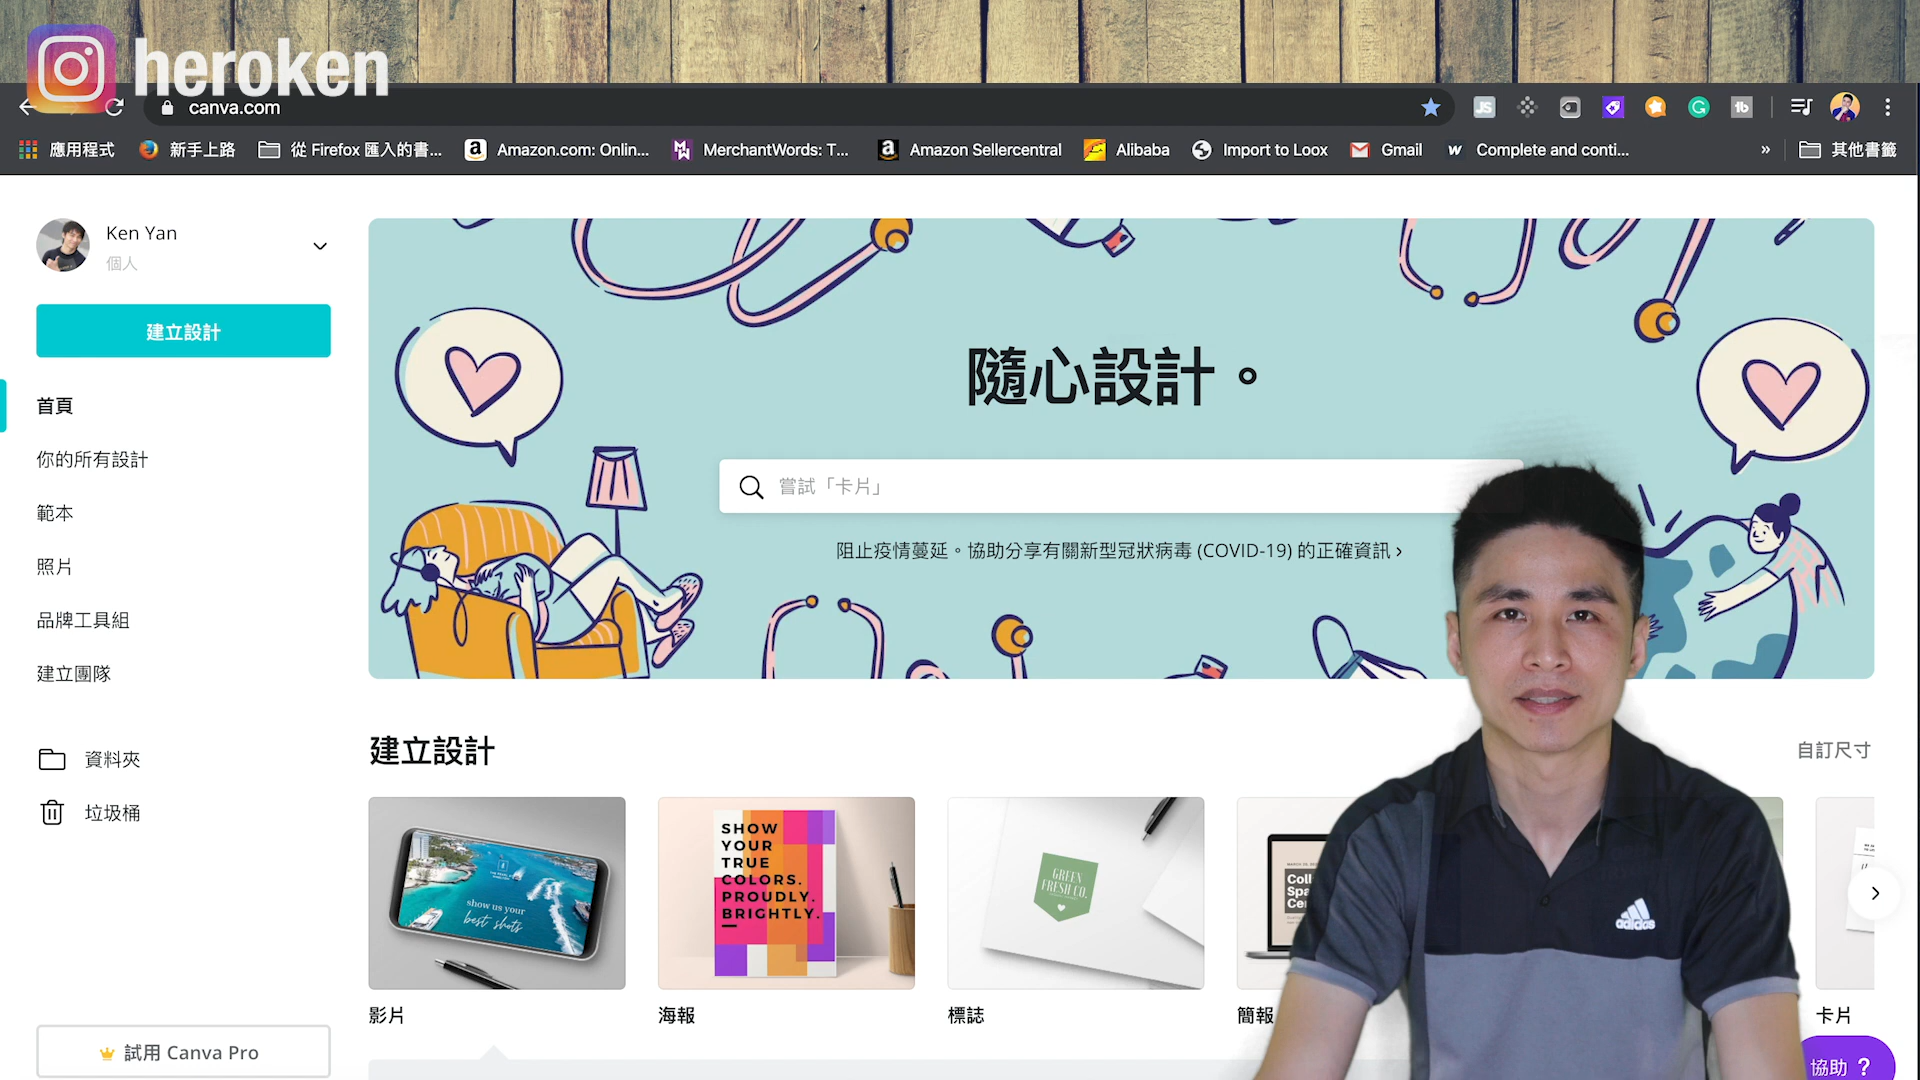 heroken
canva.com
應用程式
新手上路
從 Firefox 匯入的書...
Amazon.com: Onlin...
MerchantWords: T...
Amazon Sellercentral
Alibaba
Import to Loox
Gmail
Complete and conti...
其他書籤
Ken Yan
個人
建立設計
首頁
你的所有設計
範本
照片
品牌工具組
建立團隊
資料夾
垃圾桶
試用 Canva Pro
隨心設計。
嘗試「卡片」
阻止疫情蔓延。協助分享有關新型冠狀病毒 (COVID-19) 的正確資訊 ›
建立設計
自訂尺寸
show us your
best shots
SHOW
YOUR
TRUE
COLORS.
PROUDLY.
BRIGHTLY.
GREEN
FRESH CO.
Coll
Spa
Cer
adidas
影片
海報
標誌
簡報
卡片
協助 ?